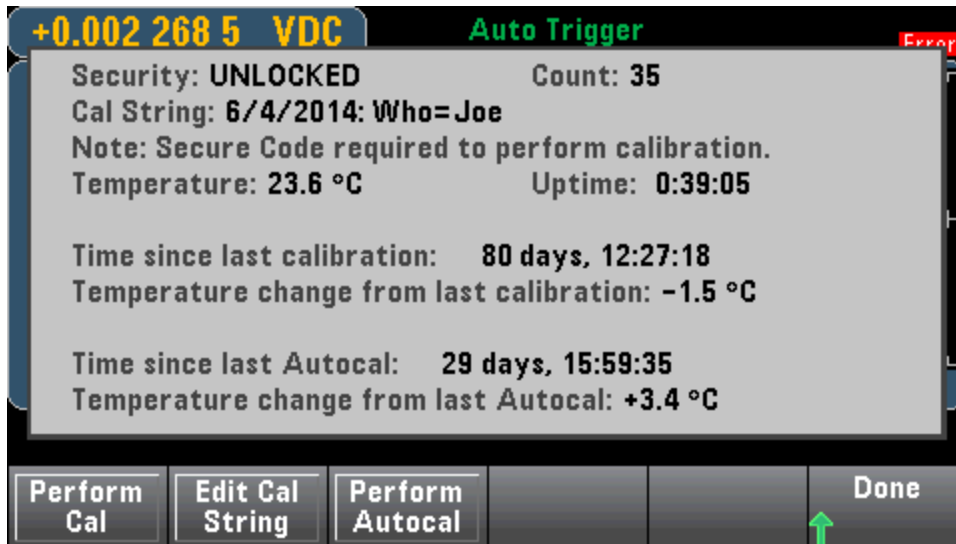 +0.002 268 5 VDC Auto Trigger Error
Security: UNLOCKED Count: 35
Cal String: 6/4/2014: Who=Joe
Note: Secure Code required to perform calibration.
Temperature: 23.6 °C Uptime: 0:39:05
Time since last calibration: 80 days, 12:27:18
Temperature change from last calibration: -1.5 °C
Time since last Autocal: 29 days, 15:59:35
Temperature change from last Autocal: +3.4 °C
Perform Cal
Edit Cal String
Perform Autocal
Done